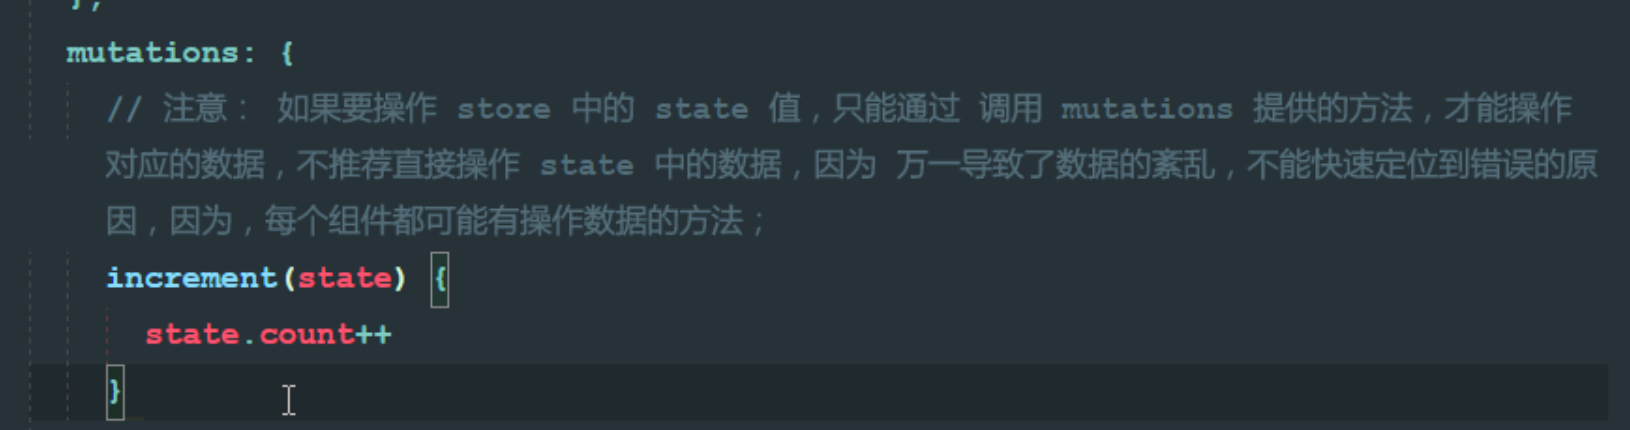 },
mutations: {
// 注意： 如果要操作 store 中的 state 值，只能通过 调用 mutations 提供的方法，才能操作
对应的数据，不推荐直接操作 state 中的数据，因为 万一导致了数据的紊乱，不能快速定位到错误的原
因，因为，每个组件都可能有操作数据的方法；
increment(state) {
state.count++
}